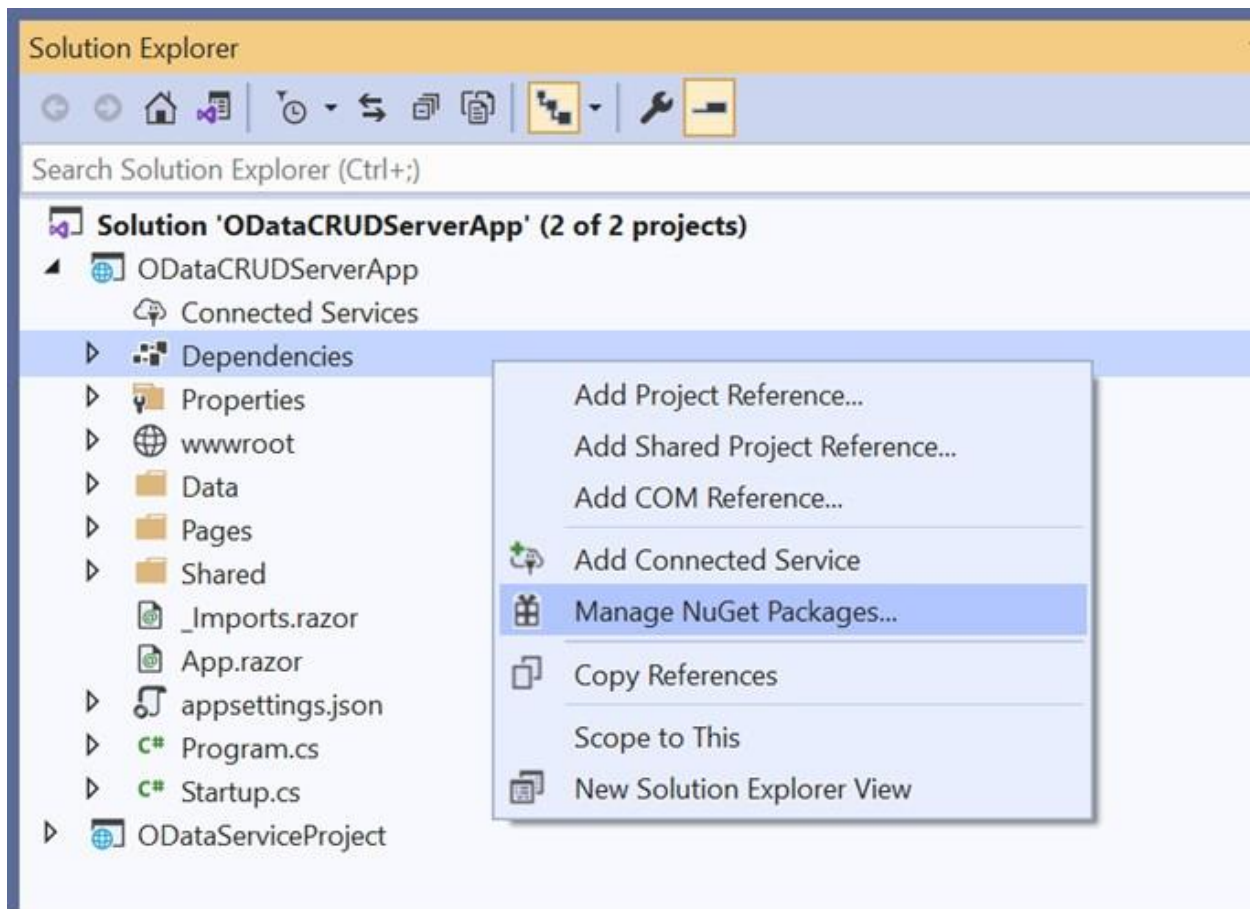 Solution Explorer
Search Solution Explorer (Ctrl+;)
Solution 'ODataCRUDServerApp' (2 of 2 projects)
ODataCRUDServerApp
Connected Services
Dependencies
Properties
wwwroot
Data
Pages
Shared
_Imports.razor
App.razor
appsettings.json
C# Program.cs
C# Startup.cs
ODataServiceProject
Add Project Reference...
Add Shared Project Reference...
Add COM Reference...
Add Connected Service
Manage NuGet Packages...
Copy References
Scope to This
New Solution Explorer View